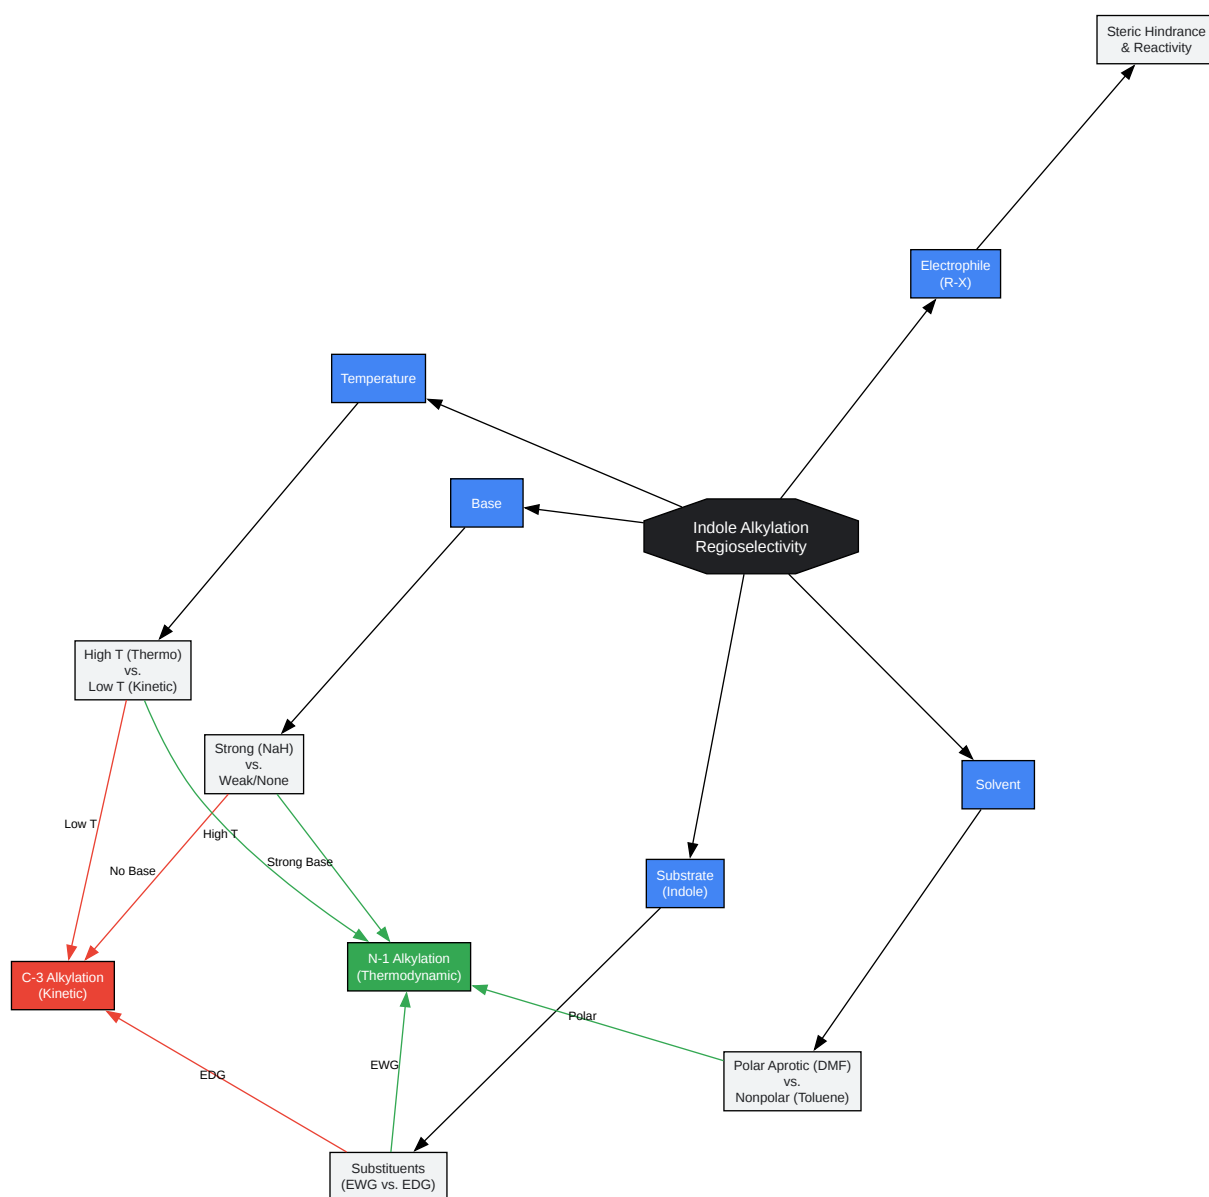 Steric Hindrance
& Reactivity
Electrophile
(R-X)
Temperature
Base
Indole Alkylation
Regioselectivity
High T (Thermo)
vs.
Low T (Kinetic)
Strong (NaH)
vs.
Weak/None
Solvent
Low T
High T
Strong Base
No Base
Substrate
(Indole)
N-1 Alkylation
(Thermodynamic)
C-3 Alkylation
(Kinetic)
Polar
EWG
EDG
Polar Aprotic (DMF)
vs.
Nonpolar (Toluene)
Substituents
(EWG vs. EDG)